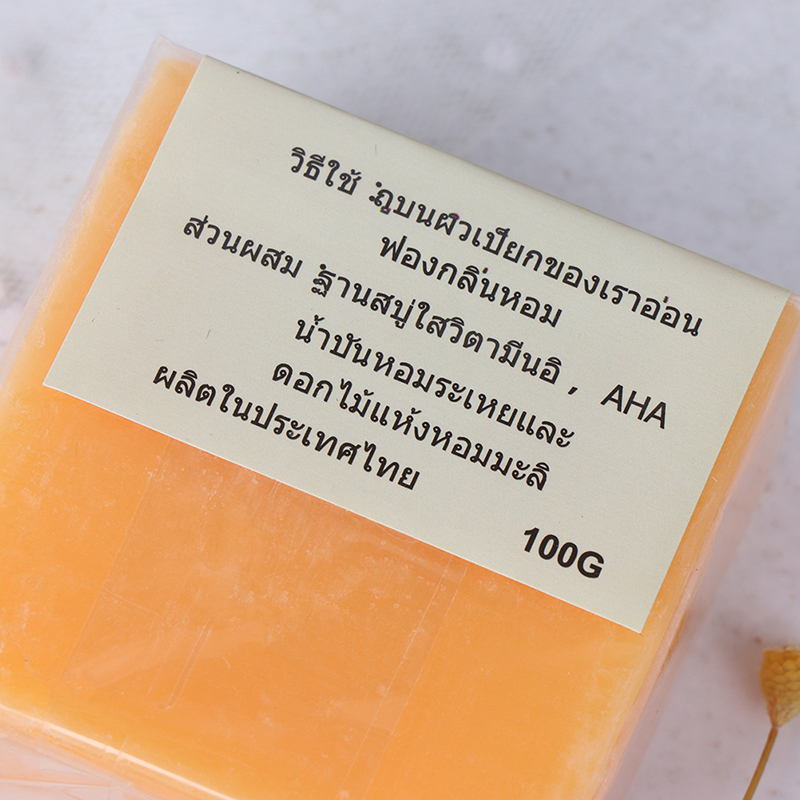 วิธีใช้ ่ฎูบนผิวเปียกของเราอ่อน
ฟองกลิ่นหอม
ส่วนผสม ่ฐานสบู่ใสวิตามีนอิ , AHA
น้ำบันหอมระเหยและ
ดอกไม้แห้งหอมมะลิ
ผลิตในประเทศไทย
100G